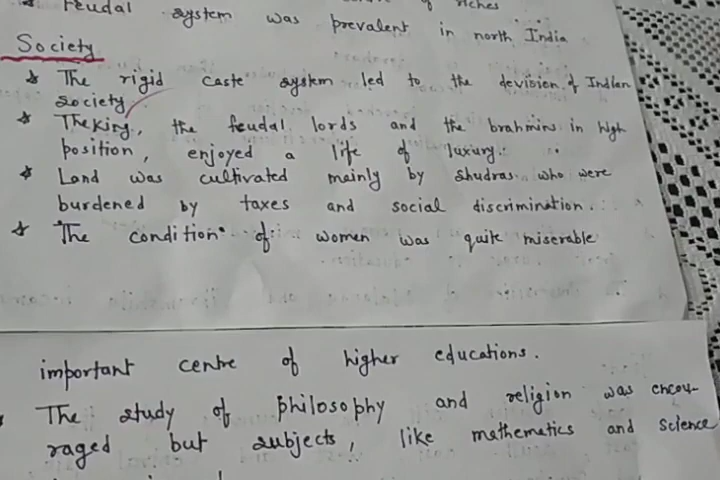 * Feudal system was prevalent in north India
of riches
Society
* The rigid caste system led to the devision of Indian
society
* The King, the feudal lords and the brahmins in high
position, enjoyed a life of luxury.
* Land was cultivated mainly by shudras who were
burdened by taxes and social discrimination.
* The condition of women was quite miserable
important centre of higher educations.
* The study of philosophy and religion was encou-
raged but subjects, like mathematics and science